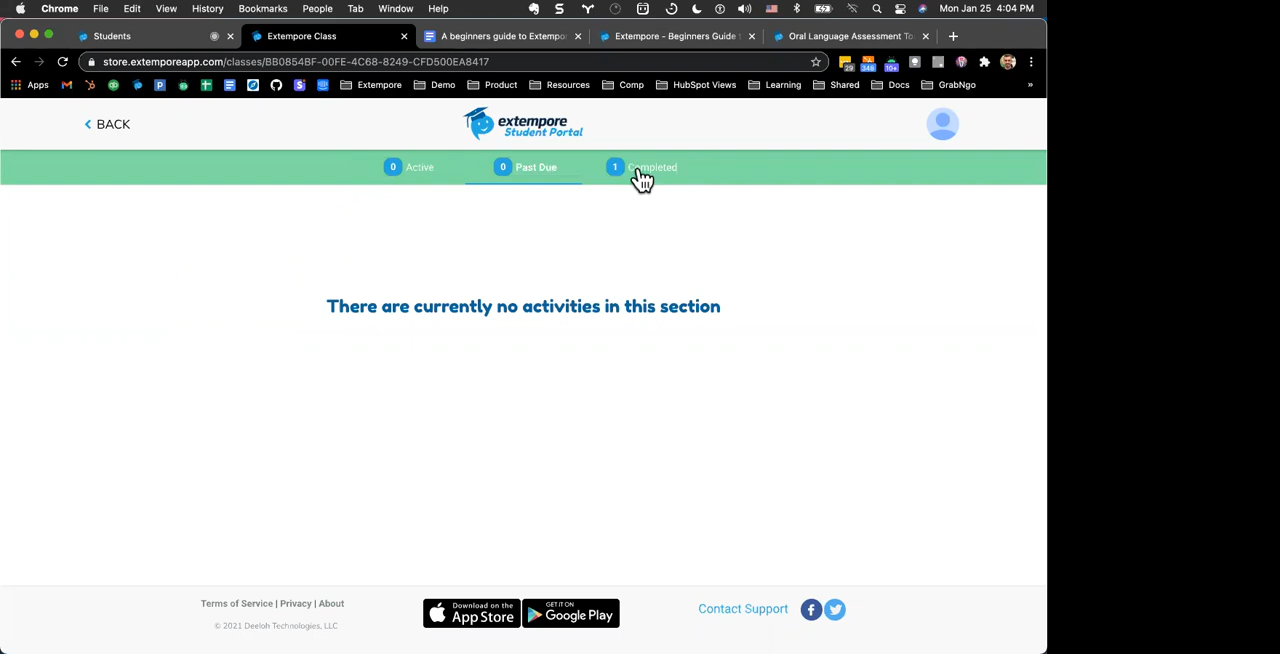 Chrome File Edit View History Bookmarks People Tab Window Help Mon Jan 25 4:04 PM
Students Extempore Class A beginners guide to Extempo Extempore - Beginners Guide Oral Language Assessment To
store.extemporeapp.com/classes/BB0854BF-00FE-4C68-8249-CFD500EA8417 29 346 10+
Apps Extempore Demo Product Resources Comp HubSpot Views Learning Shared Docs GrabNgo »
BACK
extempore
Student Portal
0 Active 0 Past Due 1 Completed
There are currently no activities in this section
Terms of Service | Privacy | About
© 2021 Deeloh Technologies, LLC
Download on the
App Store
GET IT ON
Google Play
Contact Support